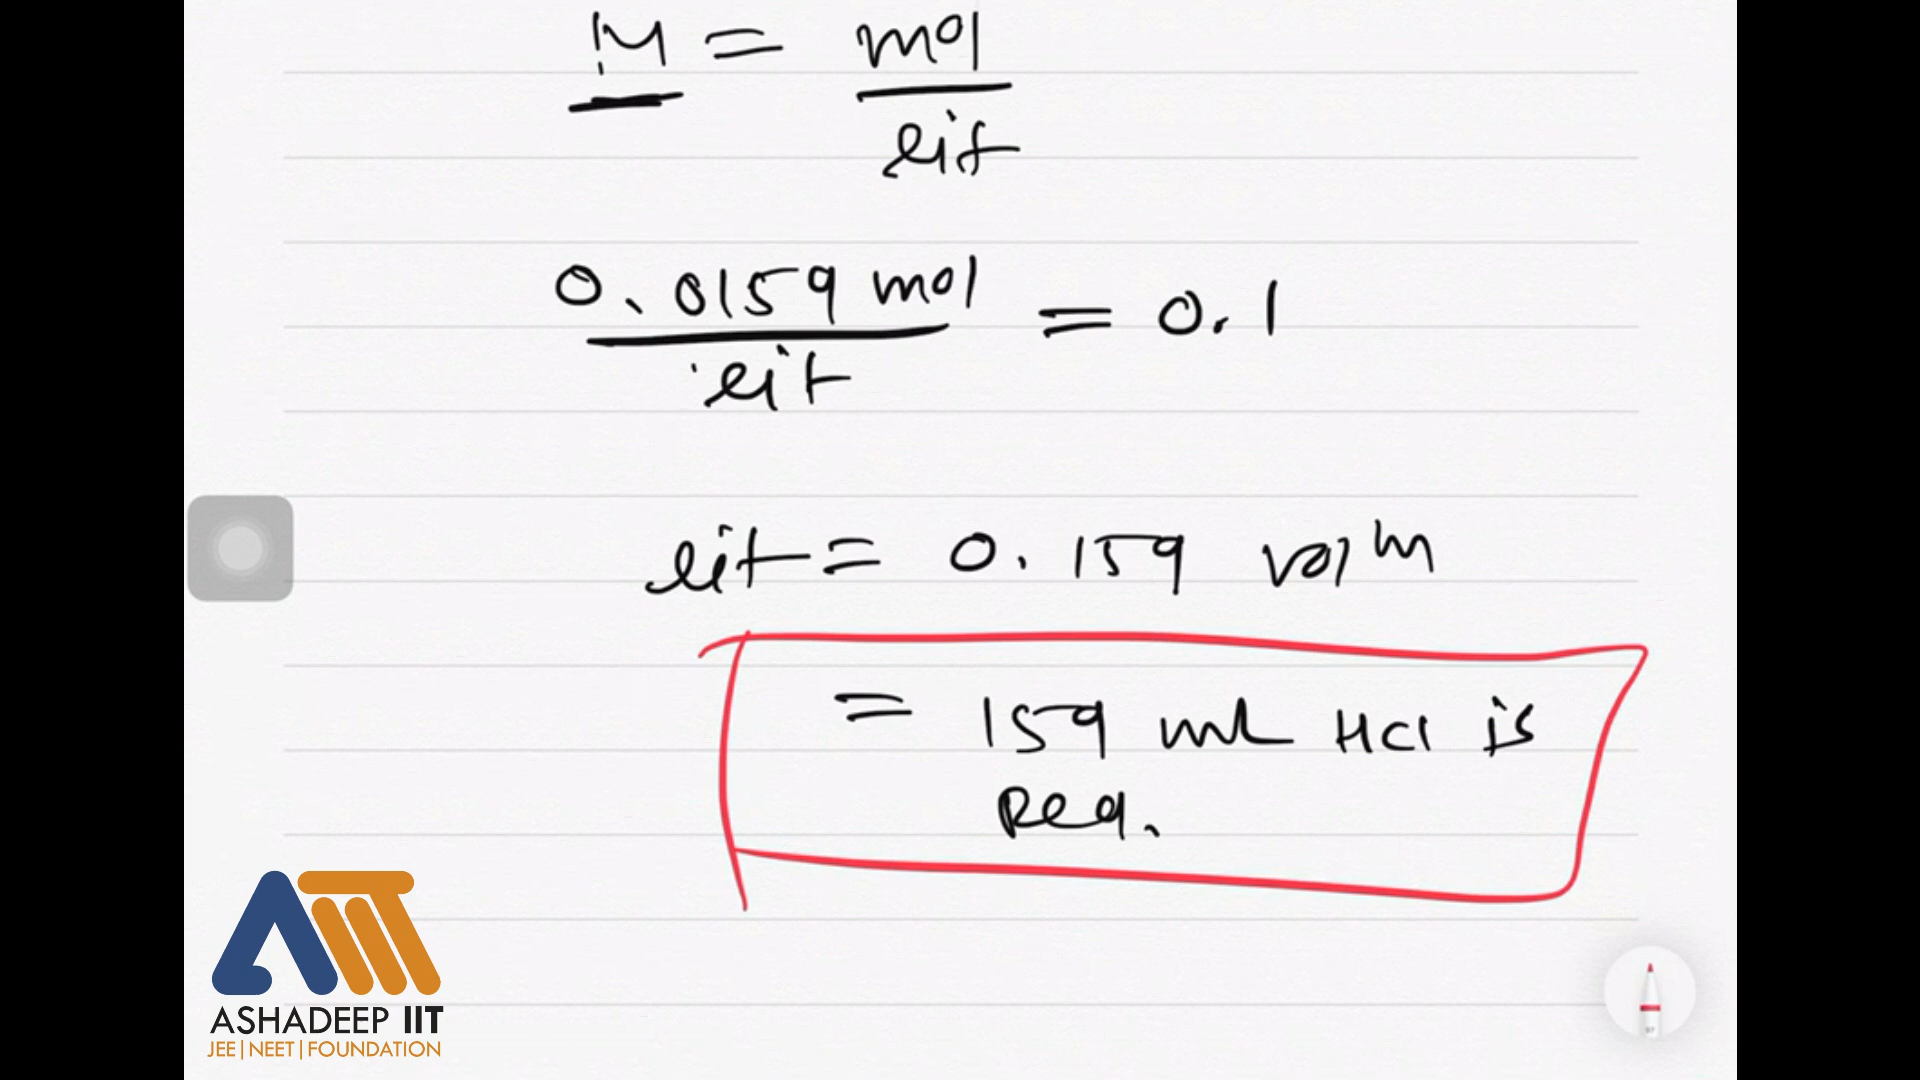 M = mol
lit
0.0159 mol = 0.1
lit
lit = 0.159 volm
= 159 mL HCl is
Req.
ASHADEEP IIT
JEE|NEET|FOUNDATION